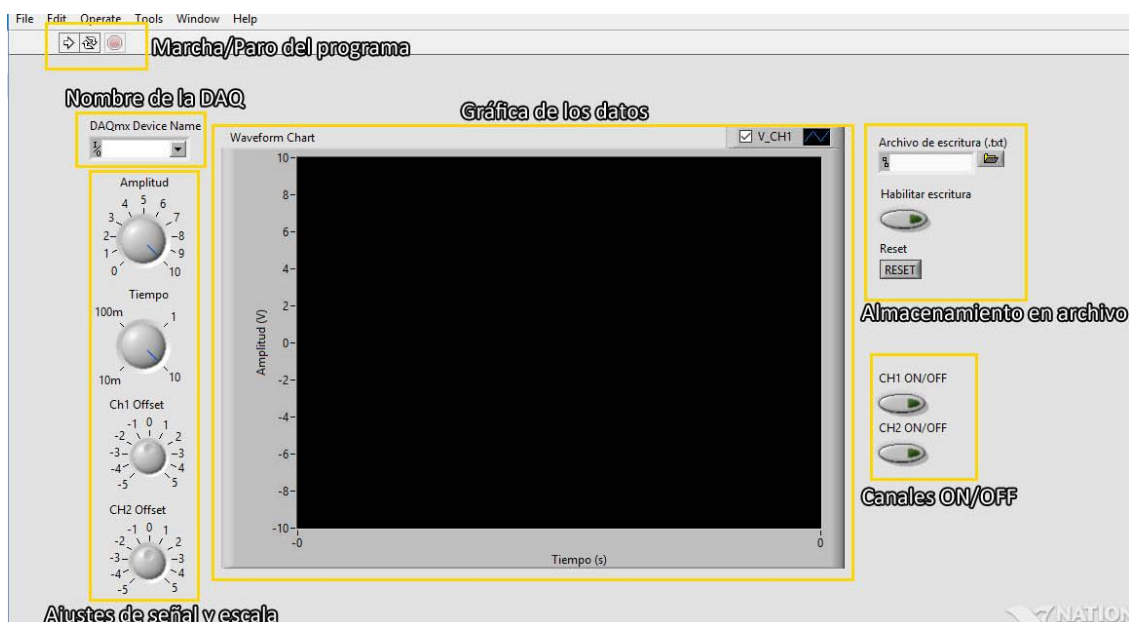 File Edit Operate Tools Window Help
Marcha/Paro del programa
Nombre de la DAQ
Gráfica de los datos
DAQmx Device Name
Waveform Chart
V_CH1
Archivo de escritura (.txt)
Habilitar escritura
Reset
RESET
Almacenamiento en archivo
Amplitud
4 5 6
3 7
2 8
1 9
0 10
Tiempo
100m 1
10m 10
Ch1 Offset
-1 0 1
-2 2
-3 3
-4 4
-5 5
CH2 Offset
-1 0 1
-2 2
-3 3
-4 4
-5 5
Ajustes de señal y escala
10
8
6
4
2
0
-2
-4
-6
-8
-10
Amplitud (V)
-0 0
Tiempo (s)
CH1 ON/OFF
CH2 ON/OFF
Canales ON/OFF
NATION